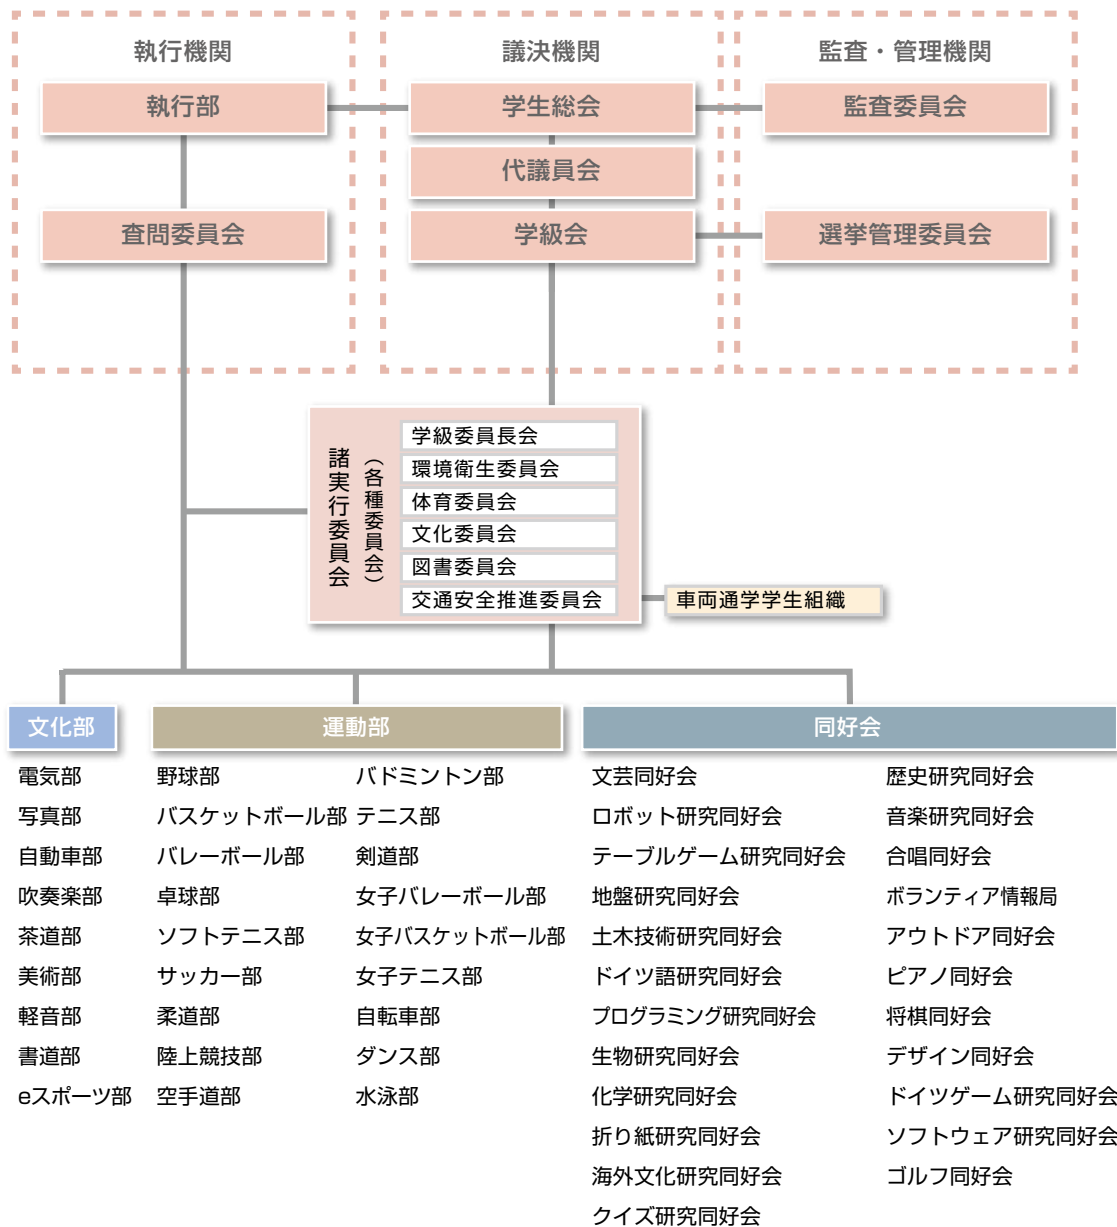 執行機関
議決機関
監査・管理機関
執行部
学生総会
監査委員会
代議員会
査問委員会
学級会
選挙管理委員会
諸実行委員会
（各種委員会）
学級委員長会
環境衛生委員会
体育委員会
文化委員会
図書委員会
交通安全推進委員会
車両通学学生組織
文化部
電気部
写真部
自動車部
吹奏楽部
茶道部
美術部
軽音部
書道部
eスポーツ部
運動部
野球部
バスケットボール部
バレーボール部
卓球部
ソフトテニス部
サッカー部
柔道部
陸上競技部
空手道部
バドミントン部
テニス部
剣道部
女子バレーボール部
女子バスケットボール部
女子テニス部
自転車部
ダンス部
水泳部
同好会
文芸同好会
ロボット研究同好会
テーブルゲーム研究同好会
地盤研究同好会
土木技術研究同好会
ドイツ語研究同好会
プログラミング研究同好会
生物研究同好会
化学研究同好会
折り紙研究同好会
海外文化研究同好会
クイズ研究同好会
歴史研究同好会
音楽研究同好会
合唱同好会
ボランティア情報局
アウトドア同好会
ピアノ同好会
将棋同好会
デザイン同好会
ドイツゲーム研究同好会
ソフトウェア研究同好会
ゴルフ同好会